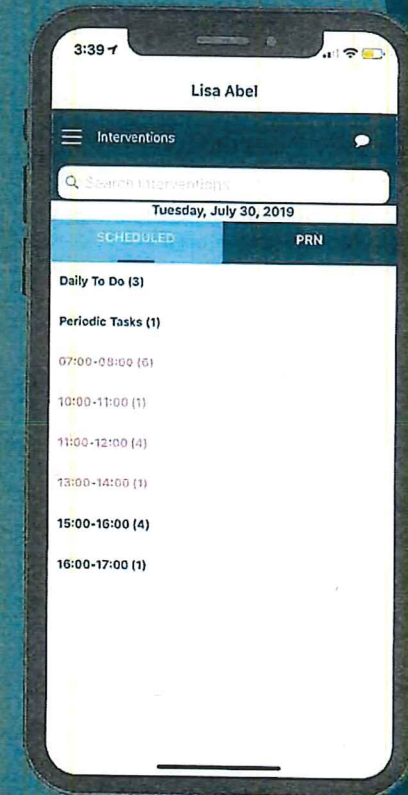 3:39
Lisa Abel
Interventions
Search Interventions
Tuesday, July 30, 2019
SCHEDULED PRN
Daily To Do (3)
Periodic Tasks (1)
07:00-08:00 (6)
10:00-11:00 (1)
11:00-12:00 (4)
13:00-14:00 (1)
15:00-16:00 (4)
16:00-17:00 (1)